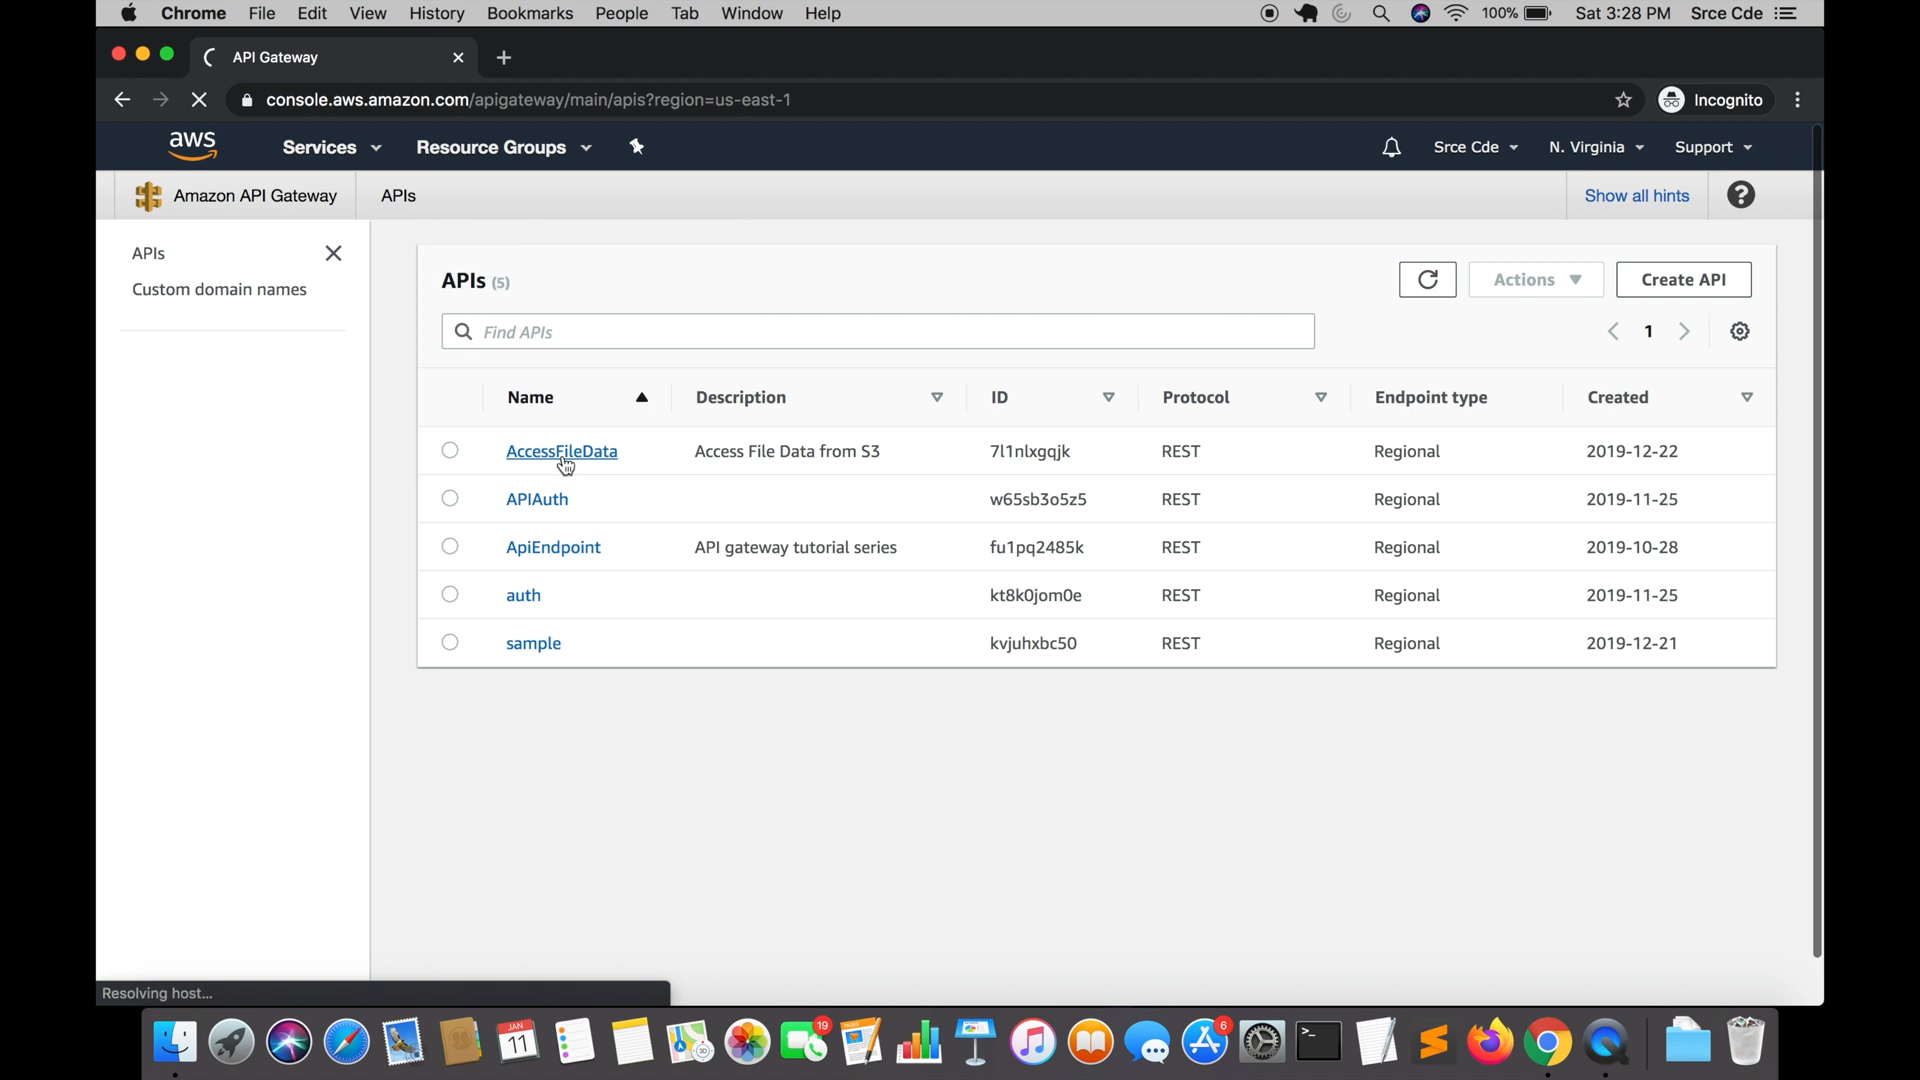 Chrome File Edit View History Bookmarks People Tab Window Help 100% Sat 3:28 PM Srce Cde
API Gateway
console.aws.amazon.com/apigateway/main/apis?region=us-east-1 Incognito
aws Services Resource Groups Srce Cde N. Virginia Support
Amazon API Gateway APIs Show all hints ?
APIs
Custom domain names
APIs (5) Actions Create API
Find APIs 1
Name Description ID Protocol Endpoint type Created
AccessFileData Access File Data from S3 7l1nlxgqjk REST Regional 2019-12-22
APIAuth w65sb3o5z5 REST Regional 2019-11-25
ApiEndpoint API gateway tutorial series fu1pq2485k REST Regional 2019-10-28
auth kt8k0jom0e REST Regional 2019-11-25
sample kvjuhxbc50 REST Regional 2019-12-21
Resolving host...
JAN 19 6
11